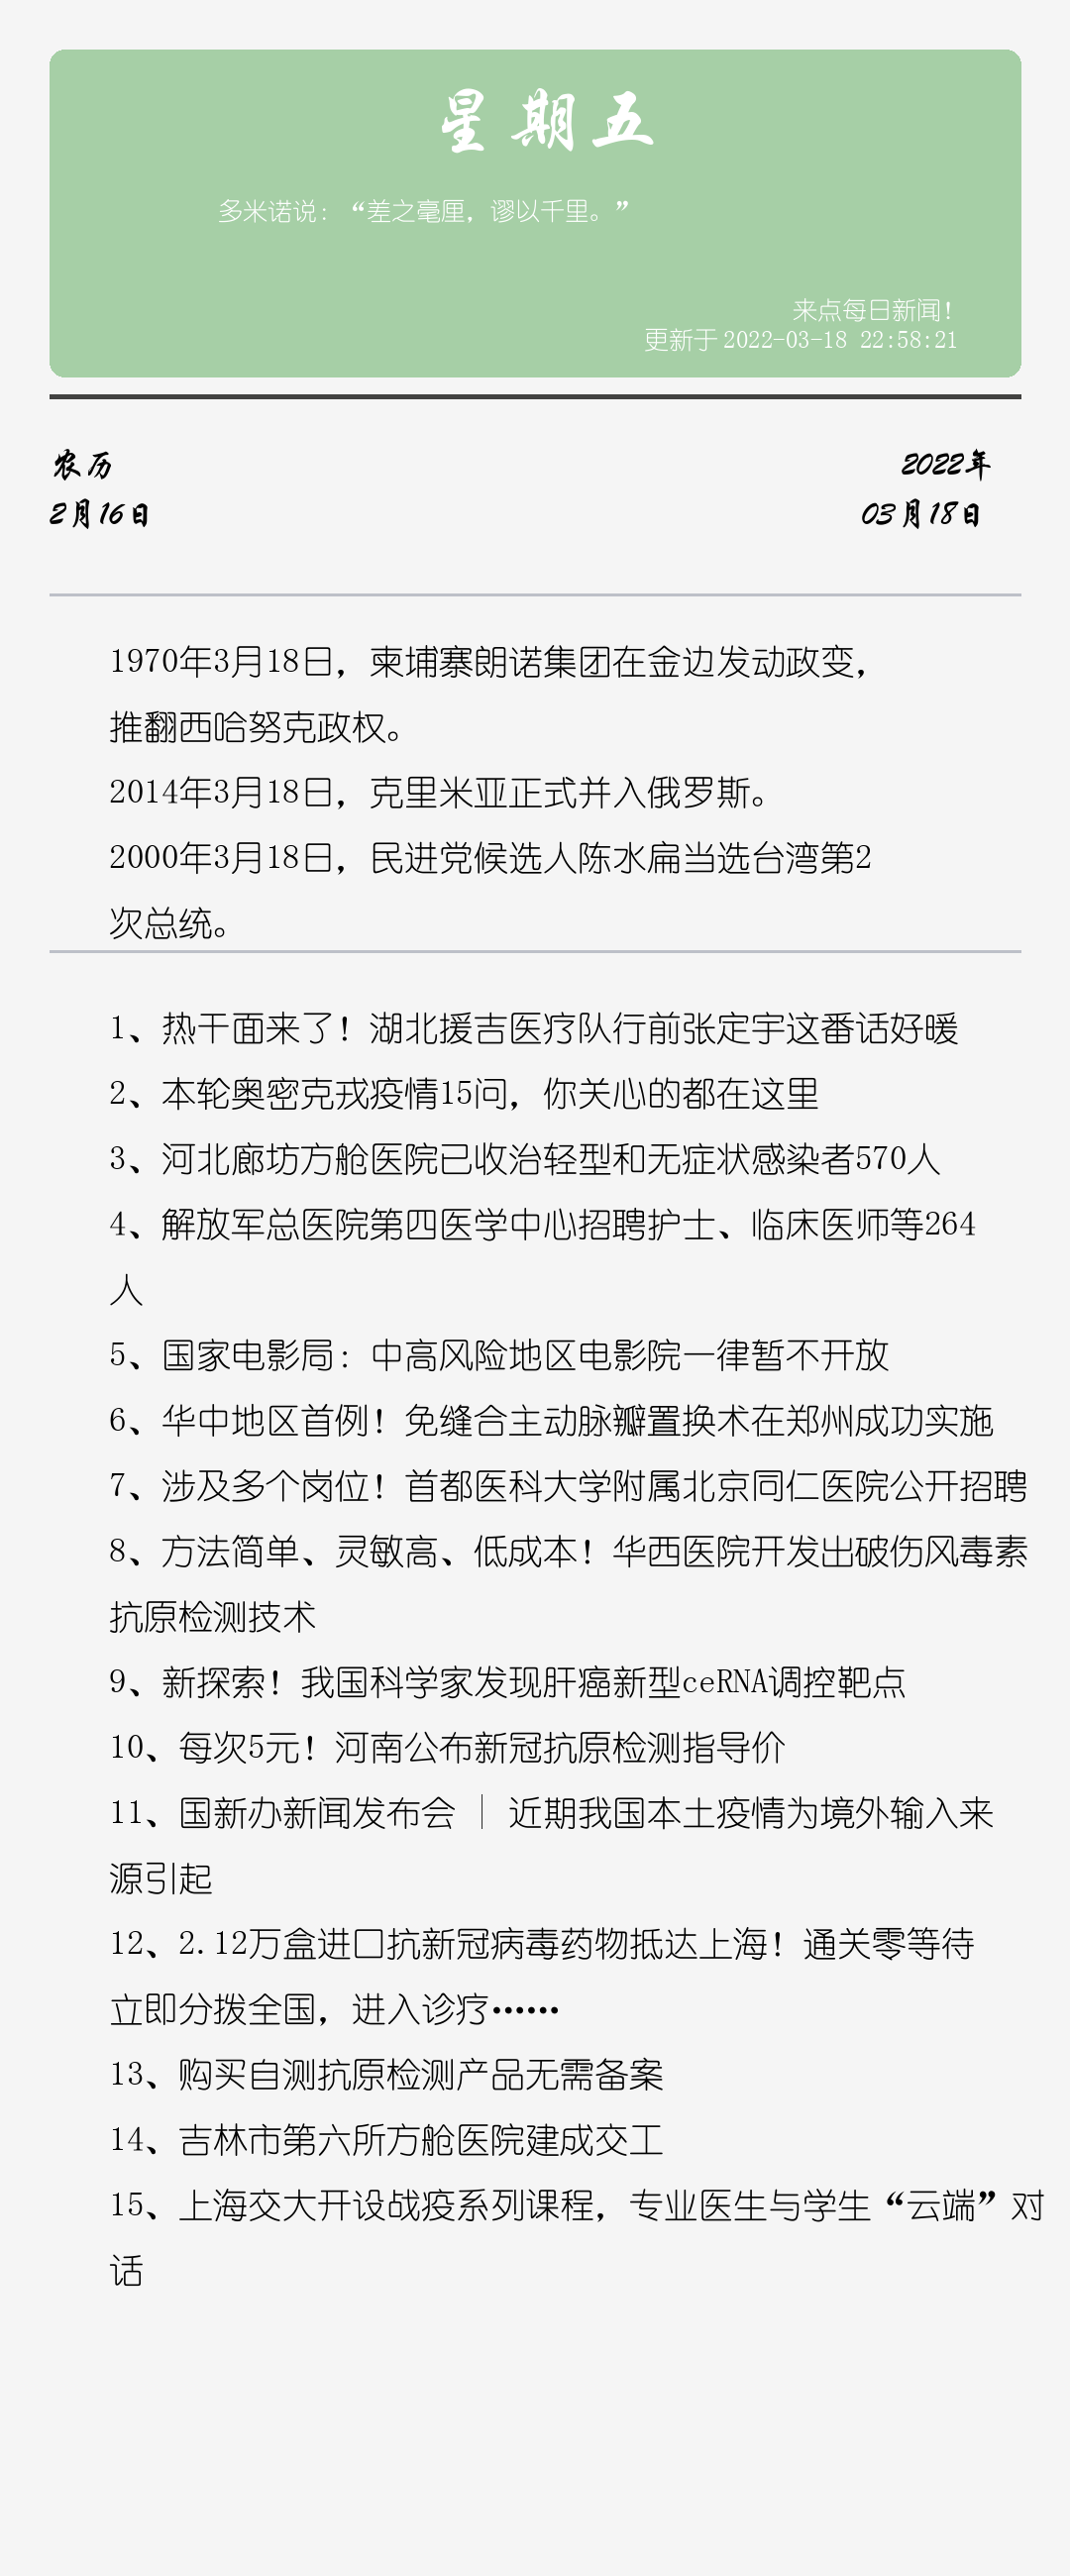 星期五
多米诺说：“差之毫厘，谬以千里。”
来点每日新闻！
更新于2022-03-18 22:58:21
农历
2月16日
2022年
03月18日
1970年3月18日，柬埔寨朗诺集团在金边发动政变，
推翻西哈努克政权。
2014年3月18日，克里米亚正式并入俄罗斯。
2000年3月18日，民进党候选人陈水扁当选台湾第2
次总统。
1、热干面来了！湖北援吉医疗队行前张定宇这番话好暖
2、本轮奥密克戎疫情15问，你关心的都在这里
3、河北廊坊方舱医院已收治轻型和无症状感染者570人
4、解放军总医院第四医学中心招聘护士、临床医师等264
人
5、国家电影局：中高风险地区电影院一律暂不开放
6、华中地区首例！免缝合主动脉瓣置换术在郑州成功实施
7、涉及多个岗位！首都医科大学附属北京同仁医院公开招聘
8、方法简单、灵敏高、低成本！华西医院开发出破伤风毒素
抗原检测技术
9、新探索！我国科学家发现肝癌新型ceRNA调控靶点
10、每次5元！河南公布新冠抗原检测指导价
11、国新办新闻发布会｜近期我国本土疫情为境外输入来
源引起
12、2.12万盒进口抗新冠病毒药物抵达上海！通关零等待
立即分拨全国，进入诊疗……
13、购买自测抗原检测产品无需备案
14、吉林市第六所方舱医院建成交工
15、上海交大开设战疫系列课程，专业医生与学生“云端”对
话